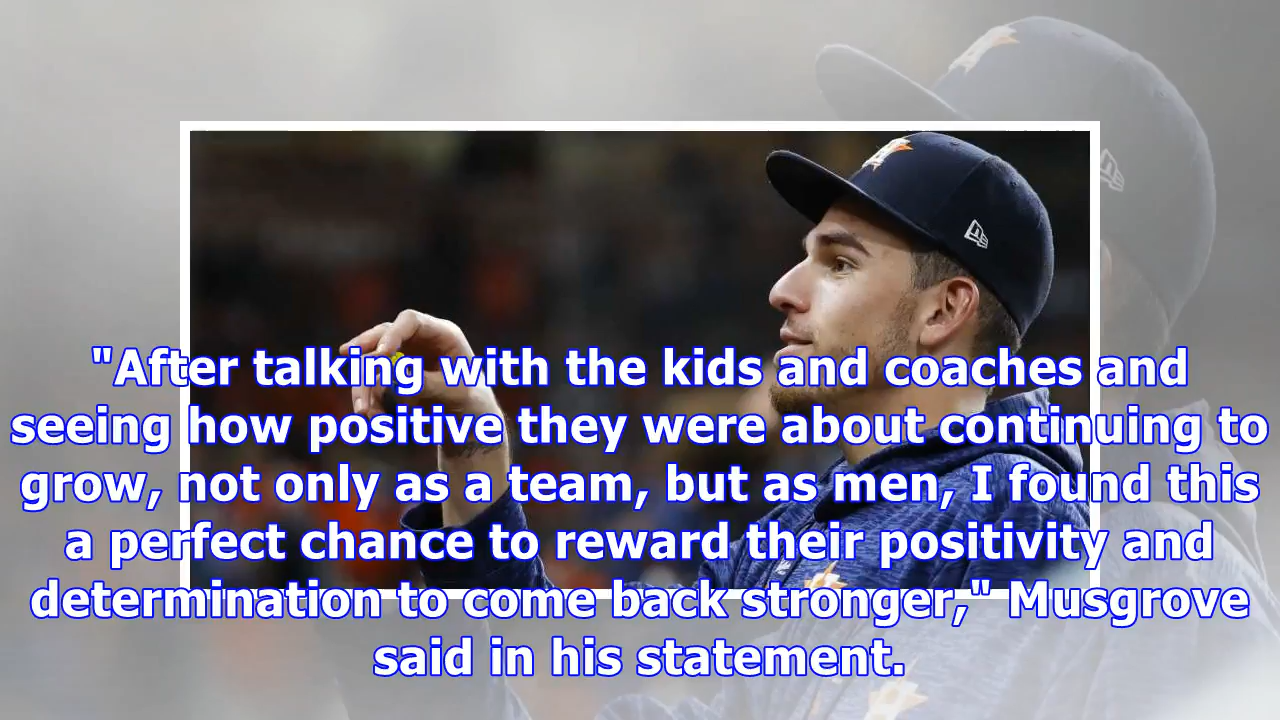 "After talking with the kids and coaches and
seeing how positive they were about continuing to
grow, not only as a team, but as men, I found this
a perfect chance to reward their positivity and
determination to come back stronger," Musgrove
said in his statement.